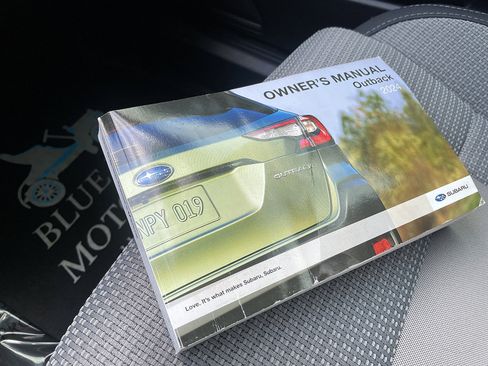 OWNER'S MANUAL
Outback
2024
OUTBACK
NPY 019
SUBARU
Love. It's what makes Subaru, Subaru.
BLUE
MOT